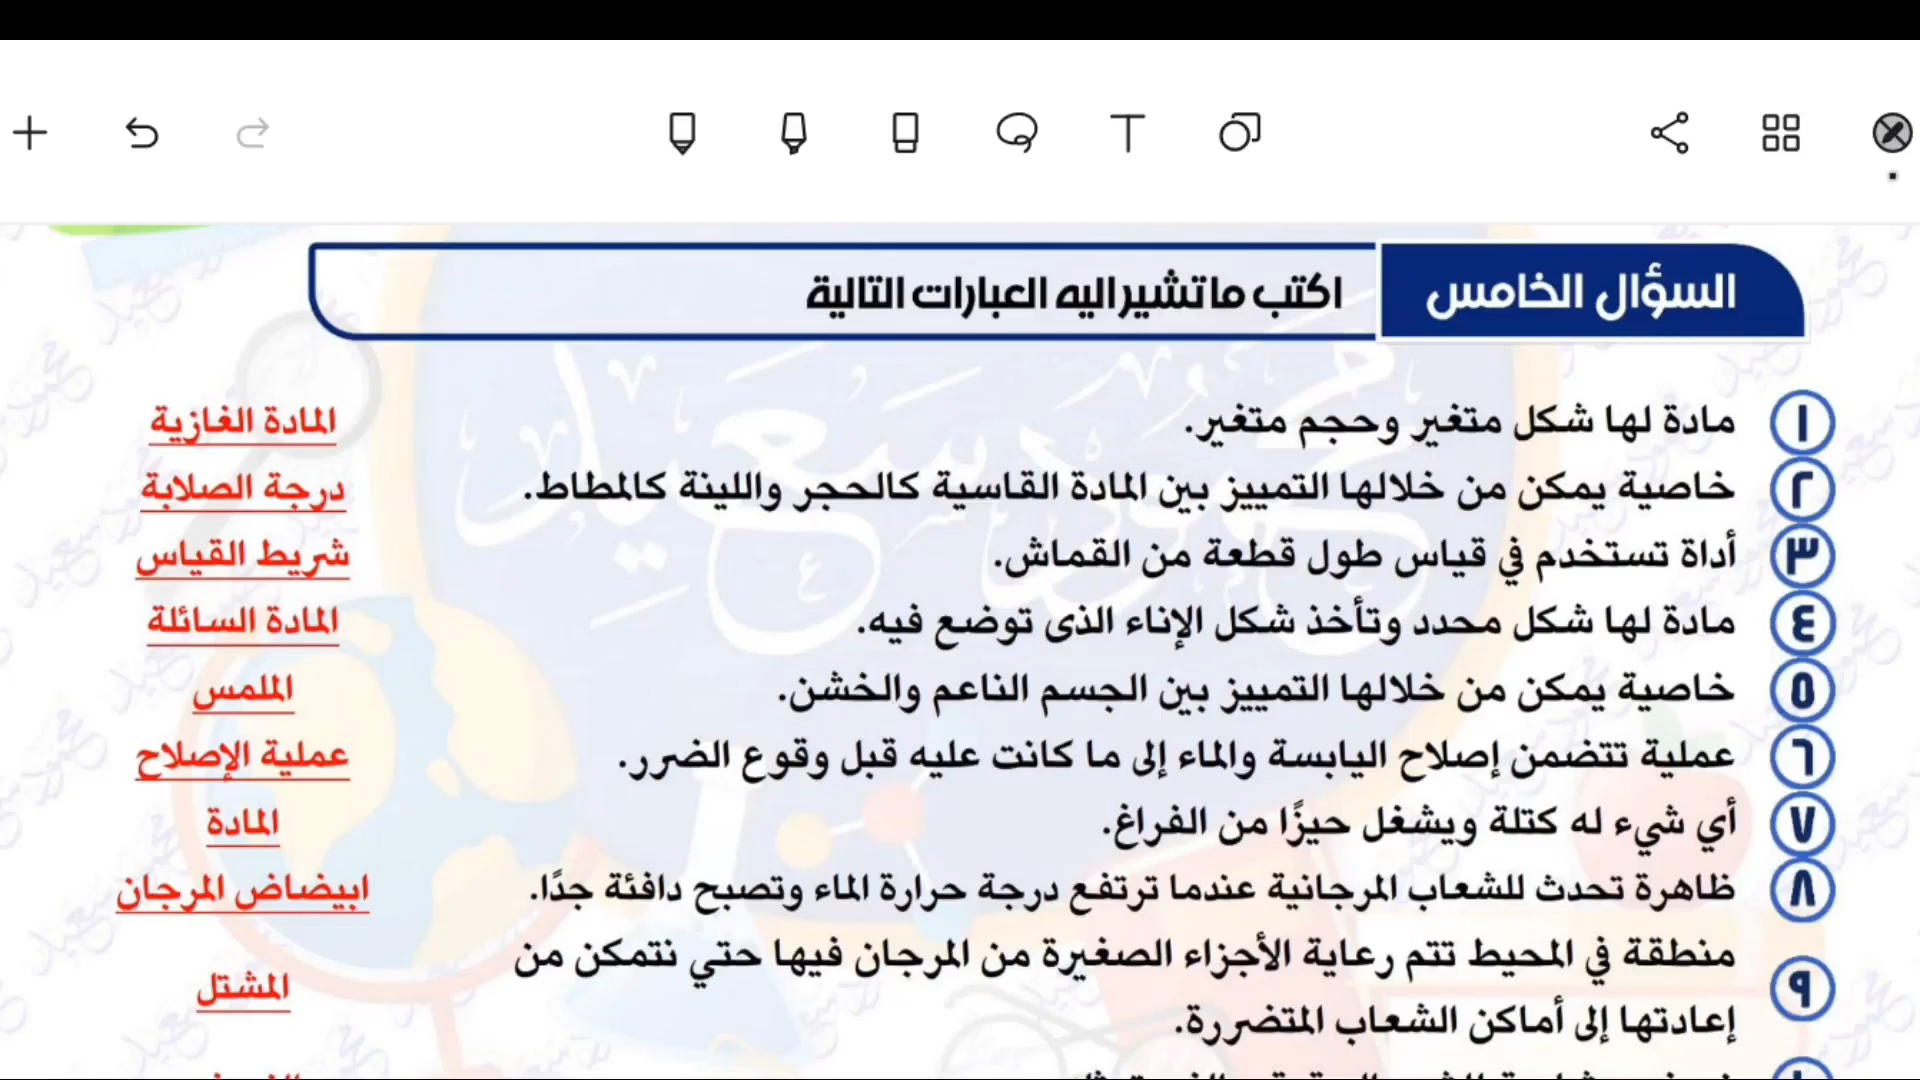 السؤال الخامس اكتب ما تشير اليه العبارات التالية
١ مادة لها شكل متغير وحجم متغير. المادة الغازية
٢ خاصية يمكن من خلالها التمييز بين المادة القاسية كالحجر واللينة كالمطاط. درجة الصلابة
٣ أداة تستخدم في قياس طول قطعة من القماش. شريط القياس
٤ مادة لها شكل محدد وتأخذ شكل الإناء الذى توضع فيه. المادة السائلة
٥ خاصية يمكن من خلالها التمييز بين الجسم الناعم والخشن. الملمس
٦ عملية تتضمن إصلاح اليابسة والماء إلى ما كانت عليه قبل وقوع الضرر. عملية الإصلاح
٧ أي شيء له كتلة ويشغل حيزًا من الفراغ. المادة
٨ ظاهرة تحدث للشعاب المرجانية عندما ترتفع درجة حرارة الماء وتصبح دافئة جدًا. ابيضاض المرجان
٩ منطقة في المحيط تتم رعاية الأجزاء الصغيرة من المرجان فيها حتي نتمكن من المشتل
إعادتها إلى أماكن الشعاب المتضررة.
محمود سعيد